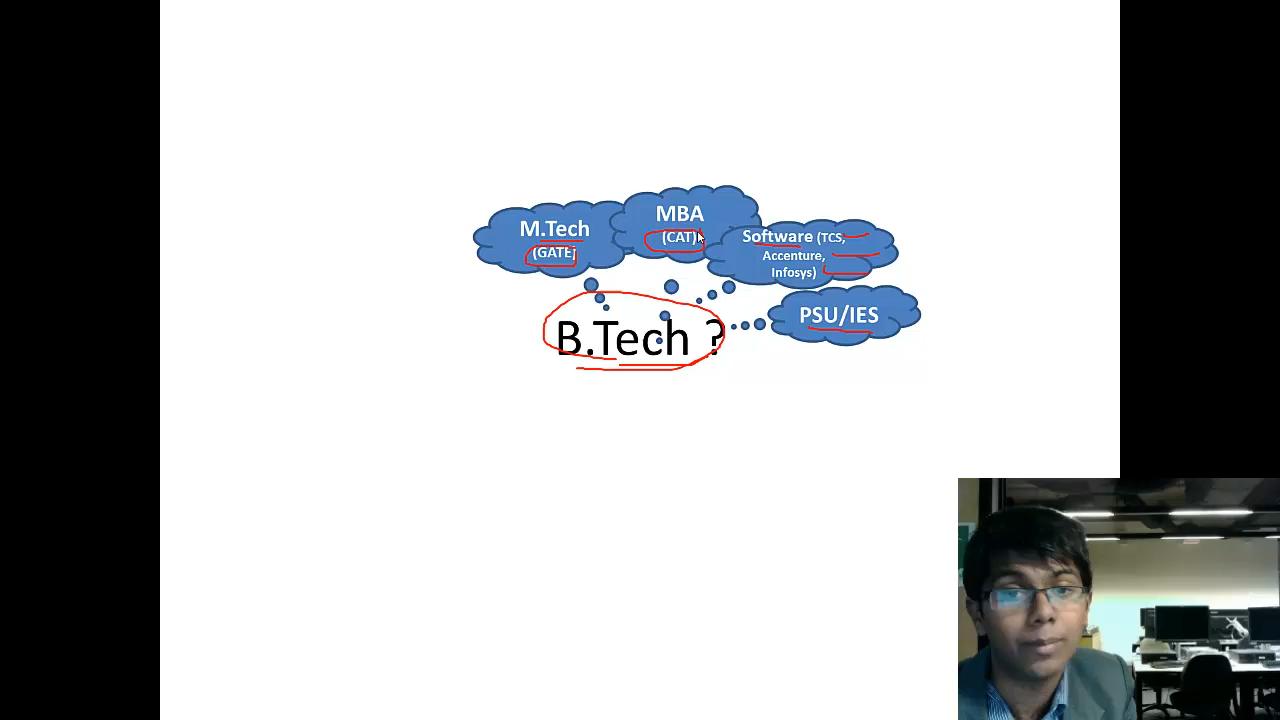 M.Tech
(GATE)
MBA
(CAT)
Software (TCS,
Accenture,
Infosys)
PSU/IES
B.Tech ?